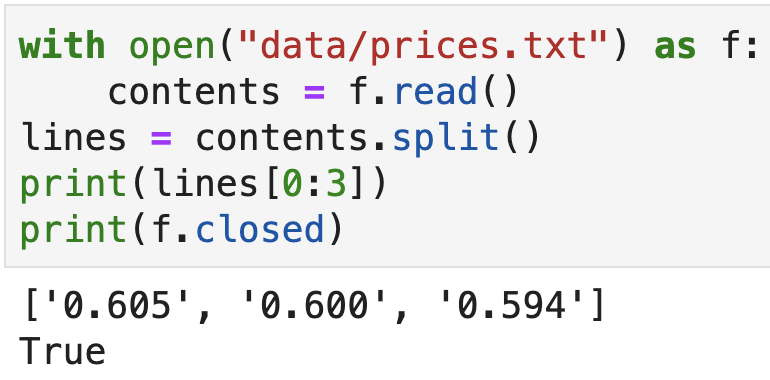 with open("data/prices.txt") as f:
    contents = f.read()
lines = contents.split()
print(lines[0:3])
print(f.closed)
['0.605', '0.600', '0.594']
True